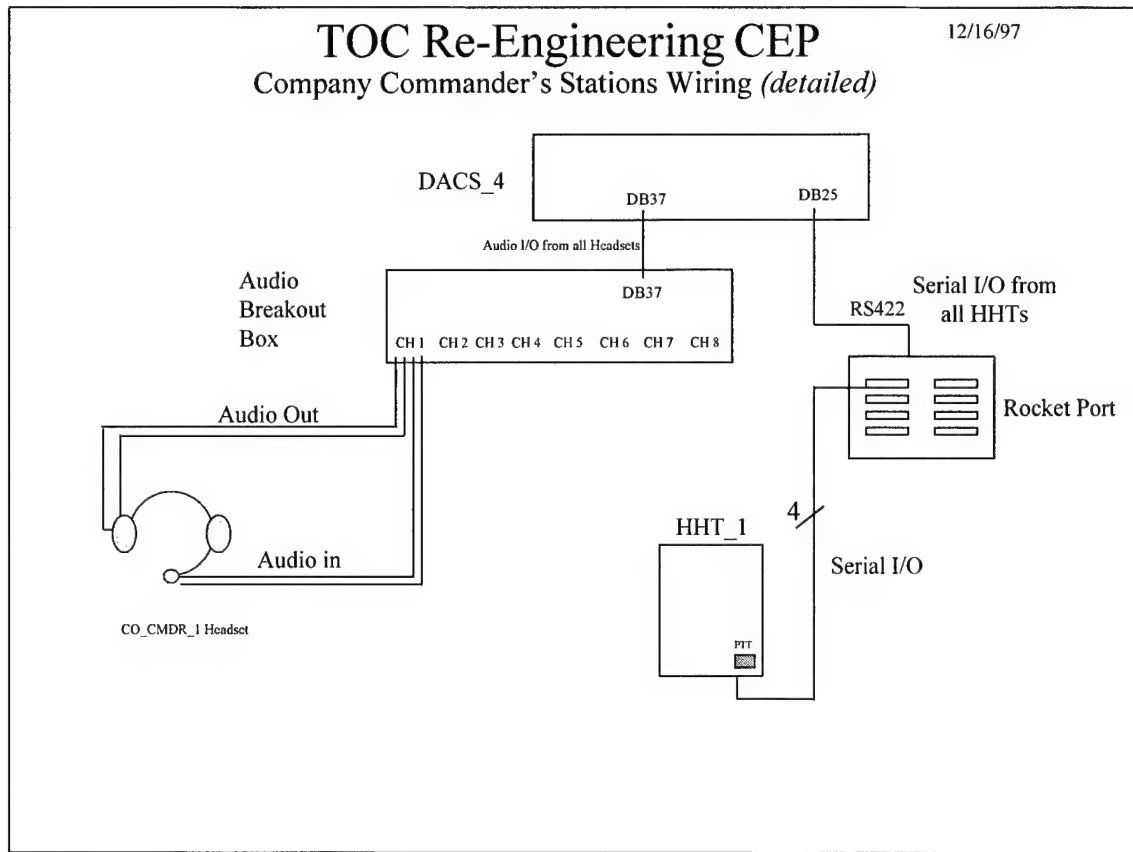 TOC Re-Engineering CEP
12/16/97
Company Commander's Stations Wiring (detailed)
DACS_4
DB37
DB25
Audio I/O from all Headsets
Audio
Breakout
Box
DB37
CH 1 CH 2 CH 3 CH 4 CH 5 CH 6 CH 7 CH 8
RS422
Serial I/O from
all HHTs
Rocket Port
Audio Out
4
HHT_1
Audio in
Serial I/O
CO_CMDR_1 Headset
PTT